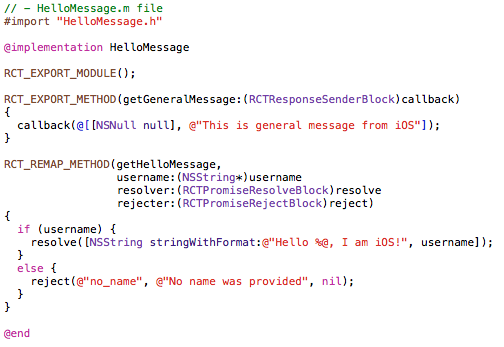 // - HelloMessage.m file
#import "HelloMessage.h"

@implementation HelloMessage

RCT_EXPORT_MODULE();

RCT_EXPORT_METHOD(getGeneralMessage:(RCTResponseSenderBlock)callback)
{
  callback(@[[NSNull null], @"This is general message from iOS"]);
}

RCT_REMAP_METHOD(getHelloMessage,
                 username:(NSString*)username
                 resolver:(RCTPromiseResolveBlock)resolve
                 rejecter:(RCTPromiseRejectBlock)reject)
{
  if (username) {
    resolve([NSString stringWithFormat:@"Hello %@, I am iOS!", username]);
  }
  else {
    reject(@"no_name", @"No name was provided", nil);
  }
}

@end